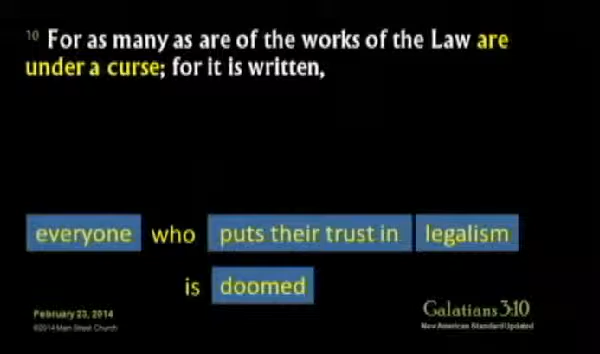 10 For as many as are of the works of the Law are
under a curse; for it is written,
everyone who puts their trust in legalism
is doomed
February 23, 2014
©2014 Main Street Church
Galatians 3:10
New American Standard Updated